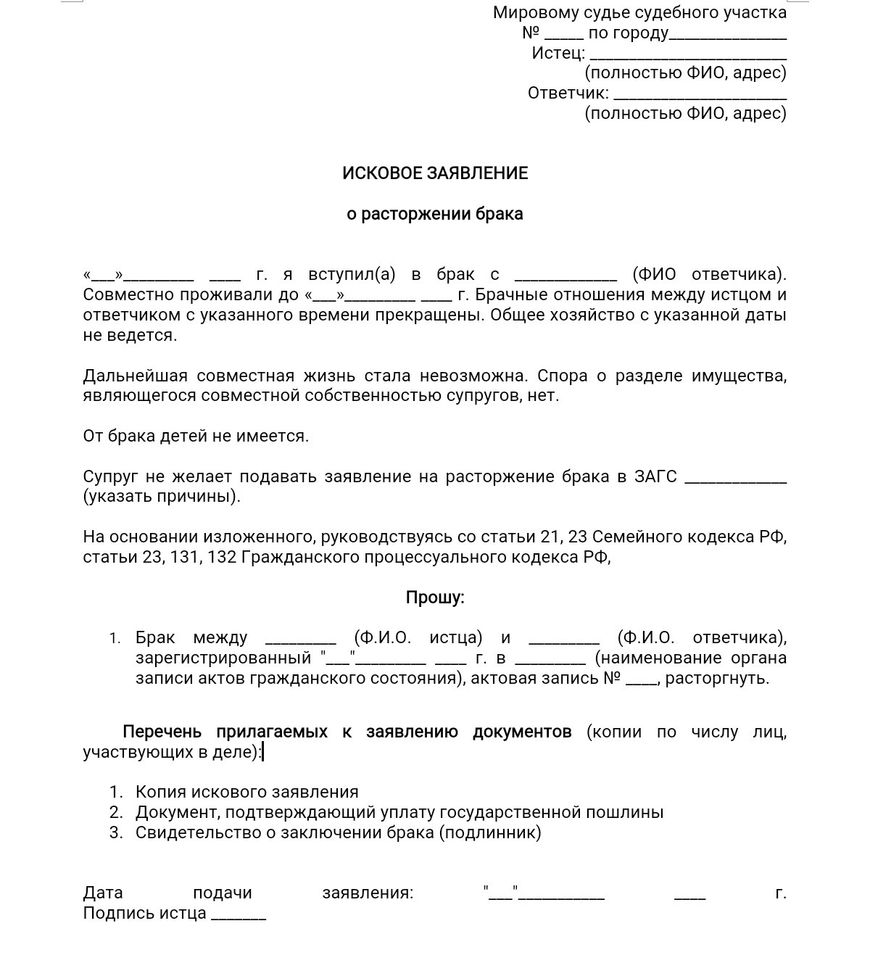 Мировому судье судебного участка
№ _____ по городу_______________
Истец: _________________________
(полностью ФИО, адрес)
Ответчик: ______________________
(полностью ФИО, адрес)
ИСКОВОЕ ЗАЯВЛЕНИЕ
о расторжении брака
«___»_________ ____ г. я вступил(а) в брак с _____________ (ФИО ответчика).
Совместно проживали до «___»_________ ____ г. Брачные отношения между истцом и
ответчиком с указанного времени прекращены. Общее хозяйство с указанной даты
не ведется.
Дальнейшая совместная жизнь стала невозможна. Спора о разделе имущества,
являющегося совместной собственностью супругов, нет.
От брака детей не имеется.
Супруг не желает подавать заявление на расторжение брака в ЗАГС _____________
(указать причины).
На основании изложенного, руководствуясь со статьи 21, 23 Семейного кодекса РФ,
статьи 23, 131, 132 Гражданского процессуального кодекса РФ,
Прошу:
1. Брак между _________ (Ф.И.О. истца) и _________ (Ф.И.О. ответчика),
зарегистрированный "___"_________ ____ г. в _________ (наименование органа
записи актов гражданского состояния), актовая запись № ____, расторгнуть.
Перечень прилагаемых к заявлению документов (копии по числу лиц,
участвующих в деле):
1. Копия искового заявления
2. Документ, подтверждающий уплату государственной пошлины
3. Свидетельство о заключении брака (подлинник)
Дата подачи заявления: "___"___________ ____ г.
Подпись истца _______